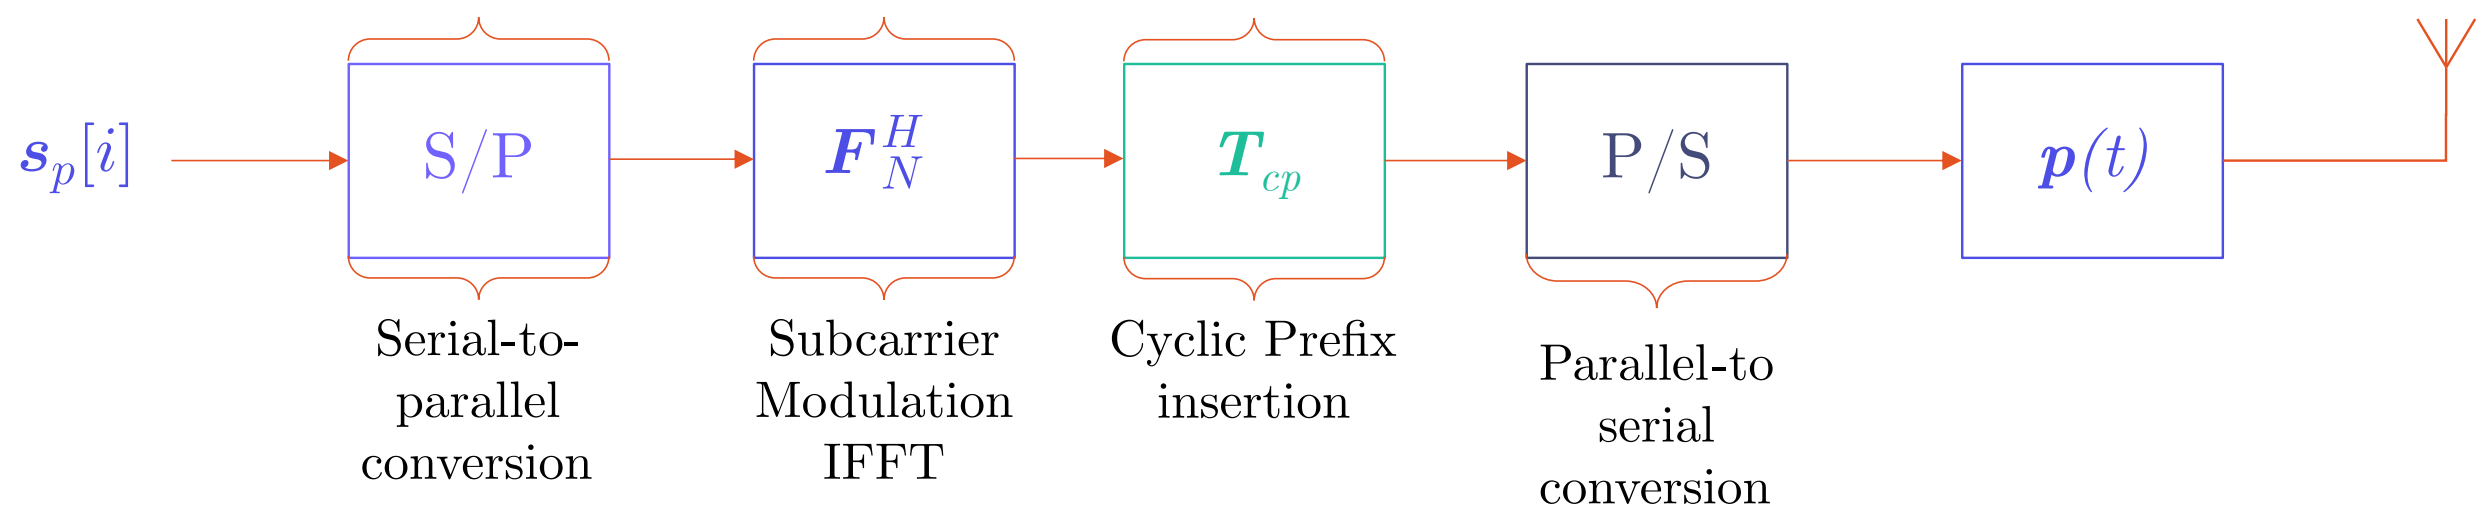 s_p[i]
S/P
F_N^H
T_cp
P/S
p(t)
Serial-to-
parallel
conversion
Subcarrier
Modulation
IFFT
Cyclic Prefix
insertion
Parallel-to
serial
conversion